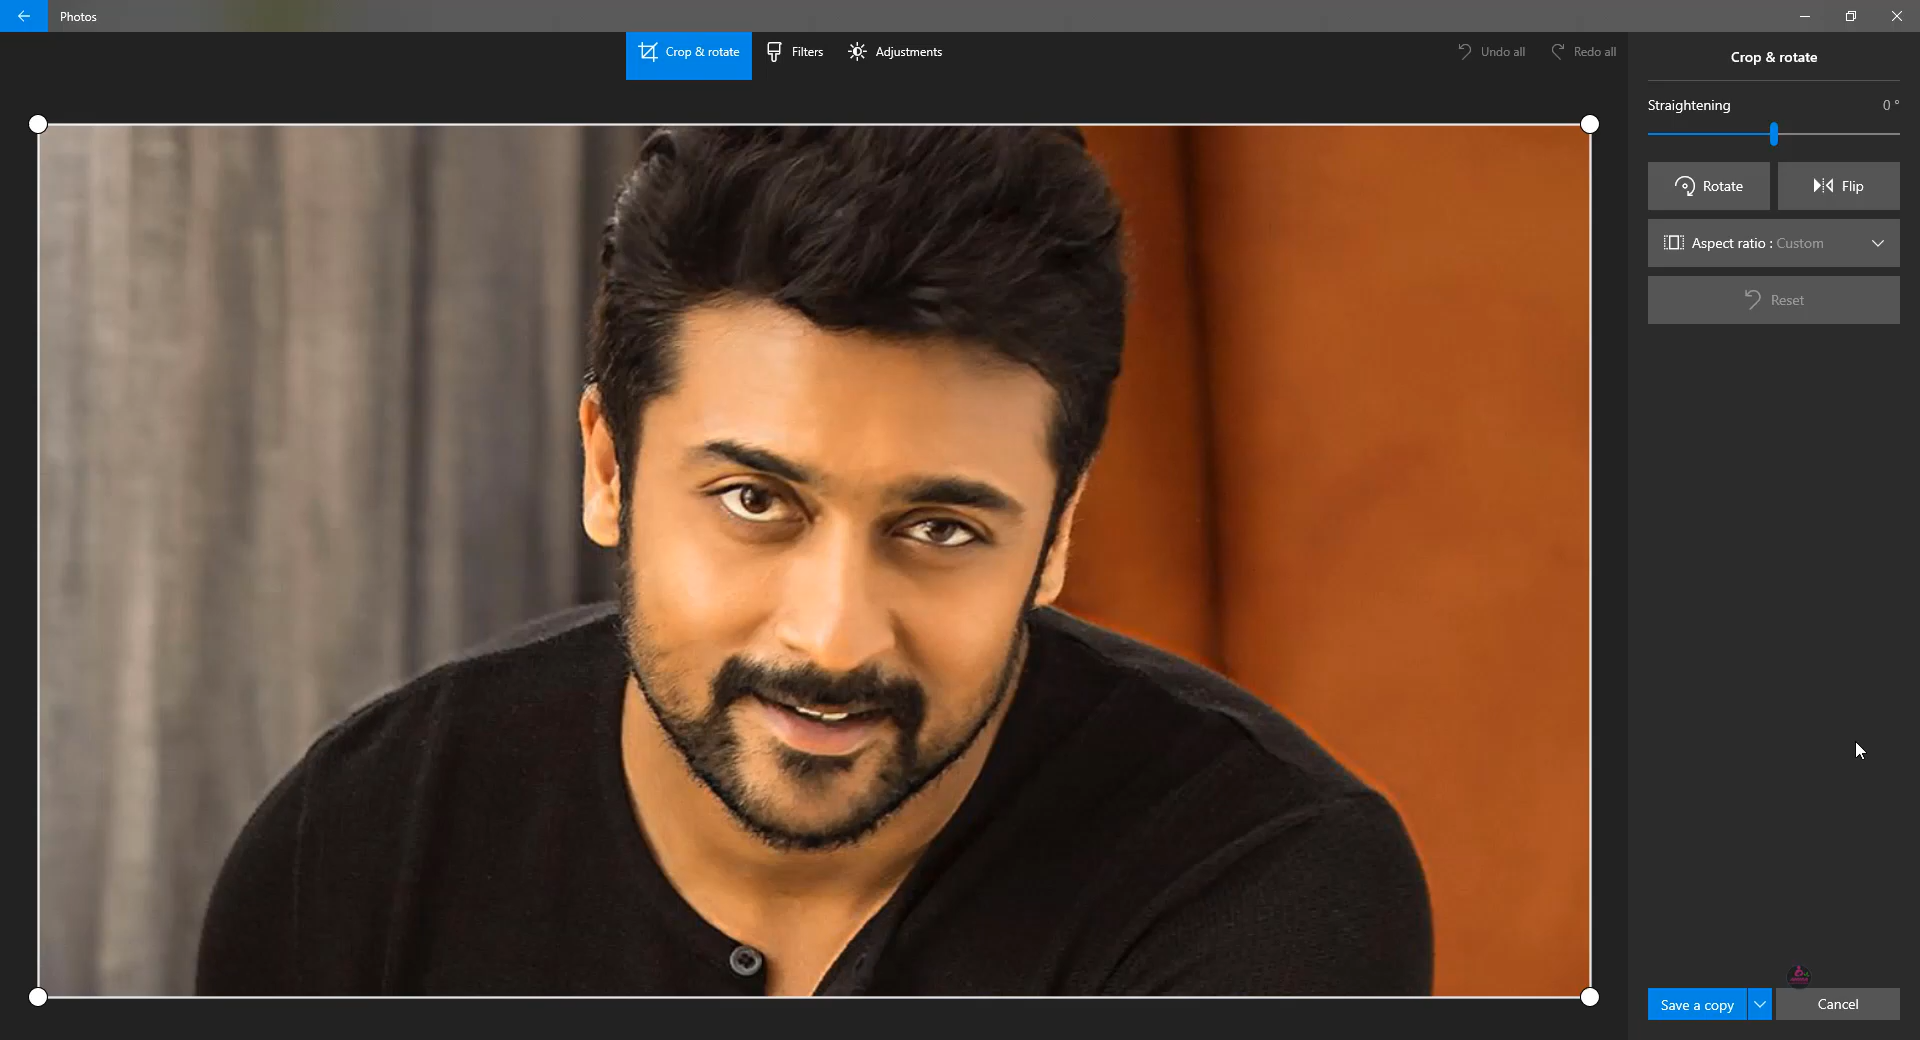 Photos
Crop & rotate
Filters
Adjustments
Undo all
Redo all
Crop & rotate
Straightening
0 °
Rotate
Flip
Aspect ratio : Custom
Reset
Save a copy
Cancel